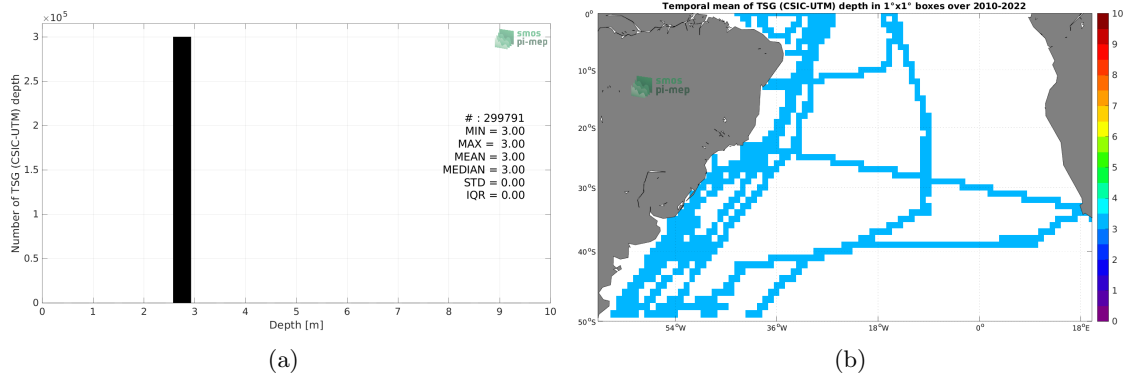 ×10⁵
3
2.5
2
1.5
1
0.5
0
Number of TSG (CSIC-UTM) depth
smos
pi-mep
# : 299791
MIN = 3.00
MAX = 3.00
MEAN = 3.00
MEDIAN = 3.00
STD = 0.00
IQR = 0.00
0 1 2 3 4 5 6 7 8 9 10
Depth [m]
(a)
Temporal mean of TSG (CSIC-UTM) depth in 1°x1° boxes over 2010-2022
0°
10°S
20°S
30°S
40°S
50°S
smos
pi-mep
54°W 36°W 18°W 0° 18°E
10
9
8
7
6
5
4
3
2
1
0
(b)